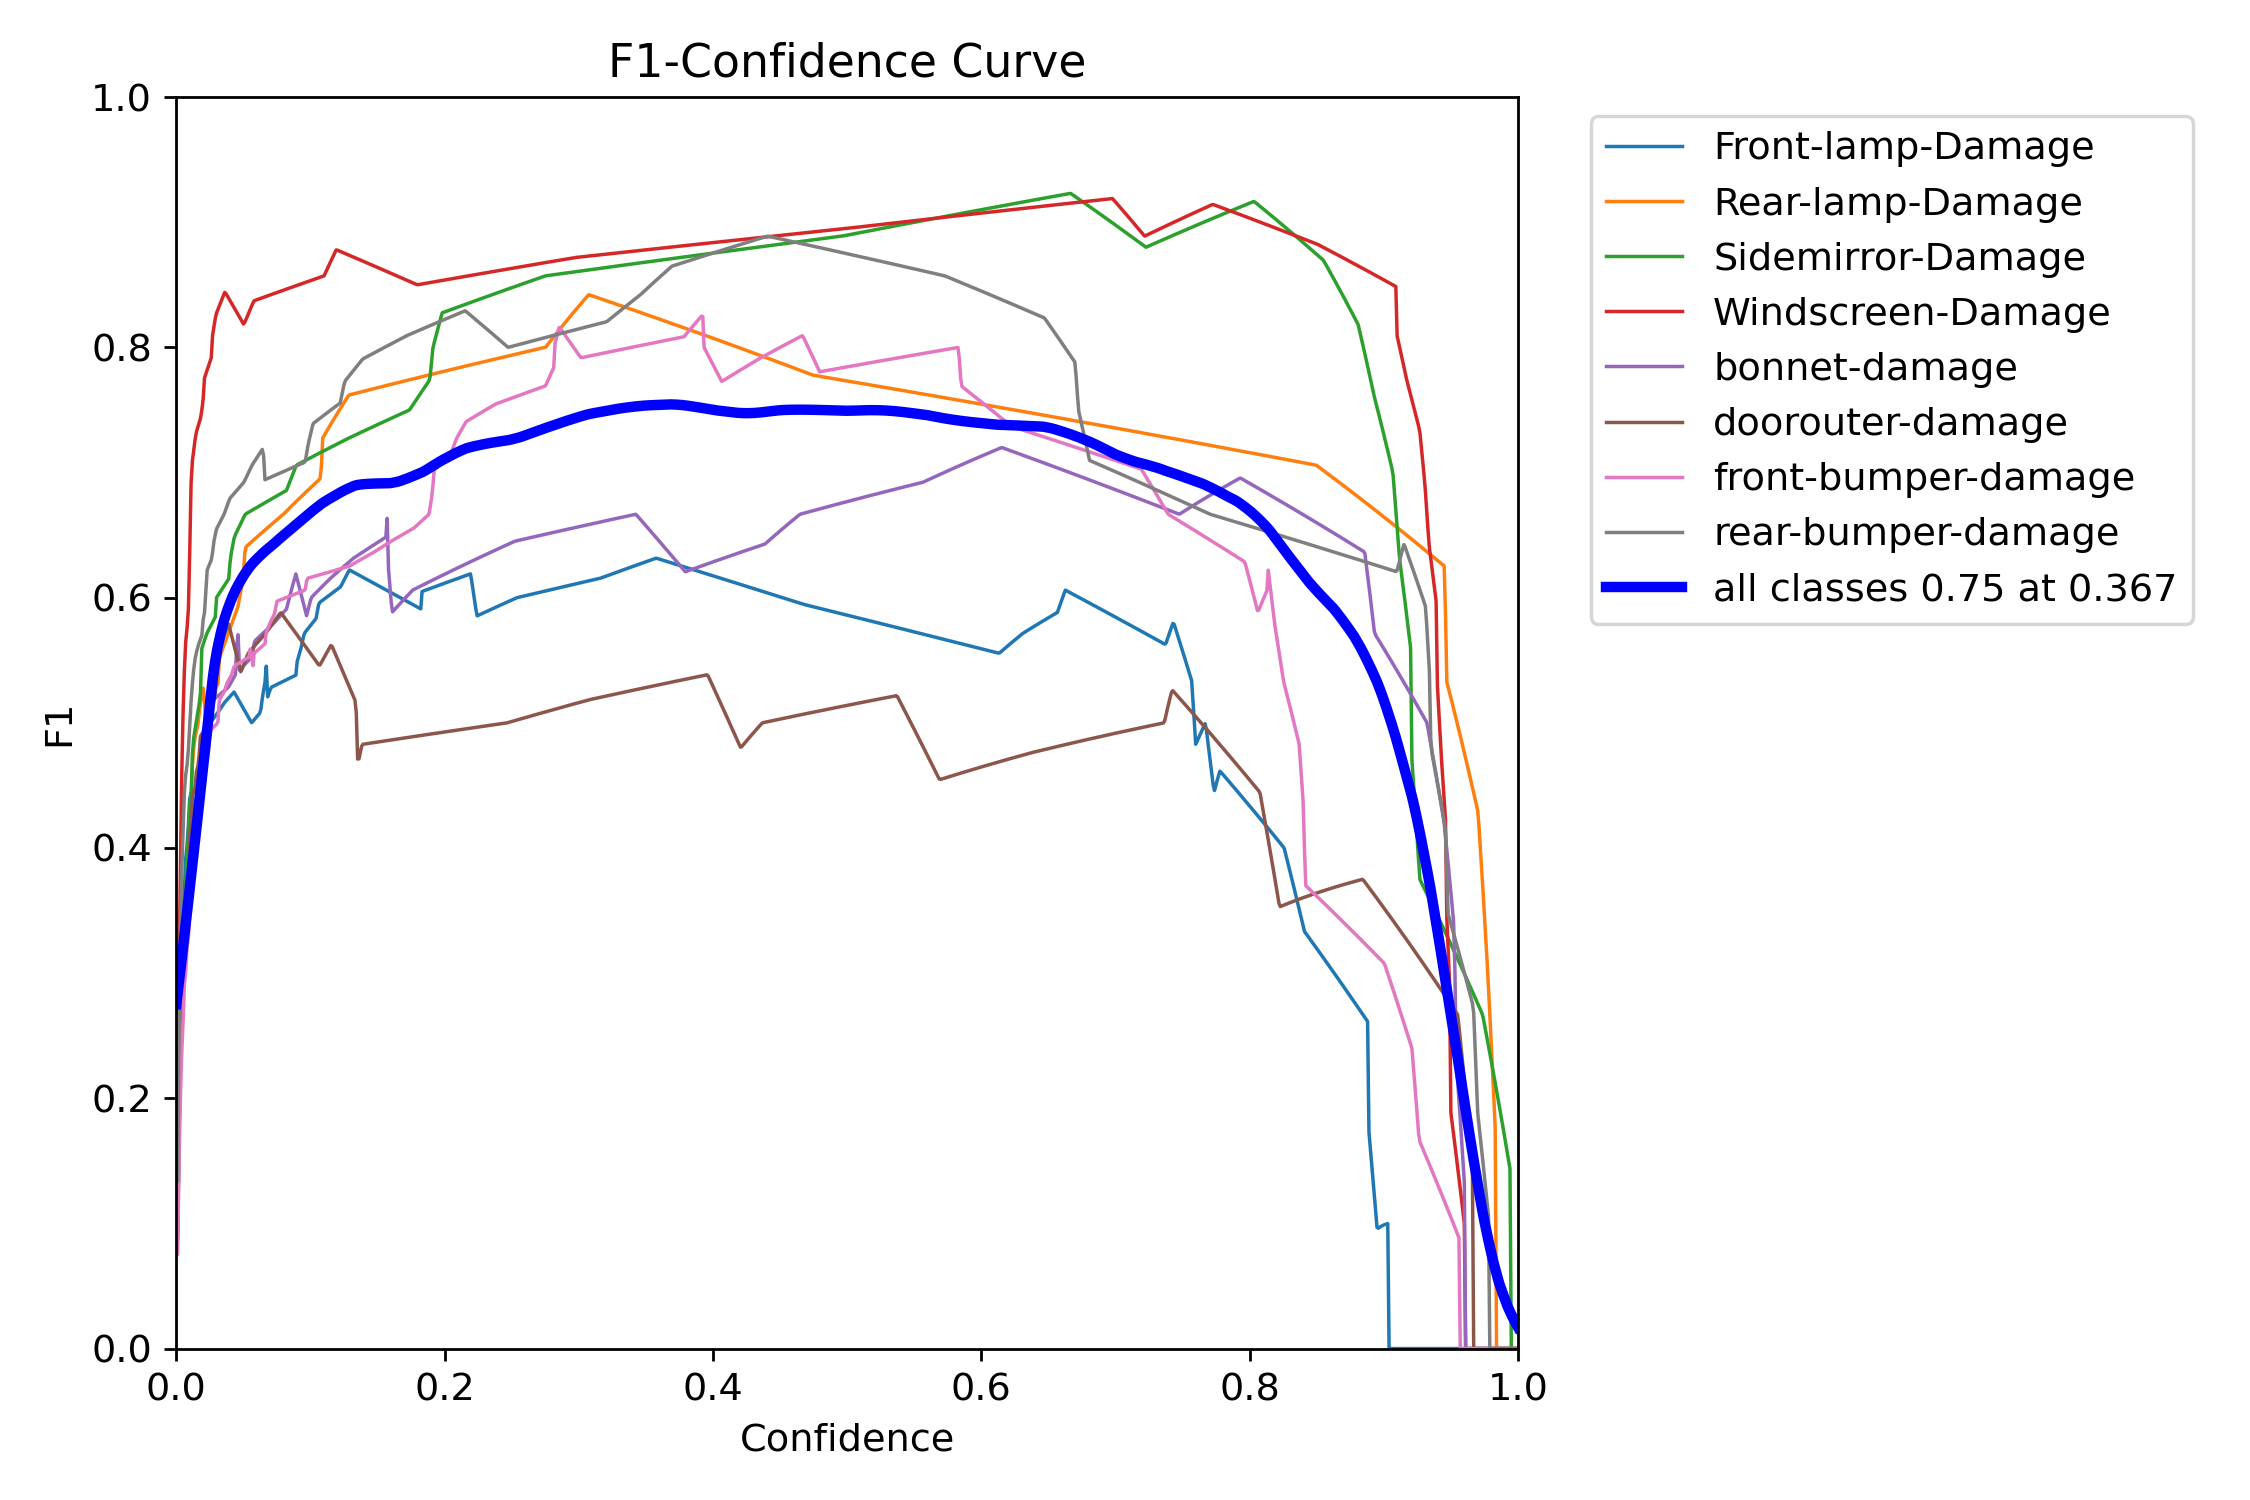 F1-Confidence Curve
1.0
0.8
0.6
0.4
0.2
0.0
F1
0.0 0.2 0.4 0.6 0.8 1.0
Confidence
Front-lamp-Damage
Rear-lamp-Damage
Sidemirror-Damage
Windscreen-Damage
bonnet-damage
doorouter-damage
front-bumper-damage
rear-bumper-damage
all classes 0.75 at 0.367